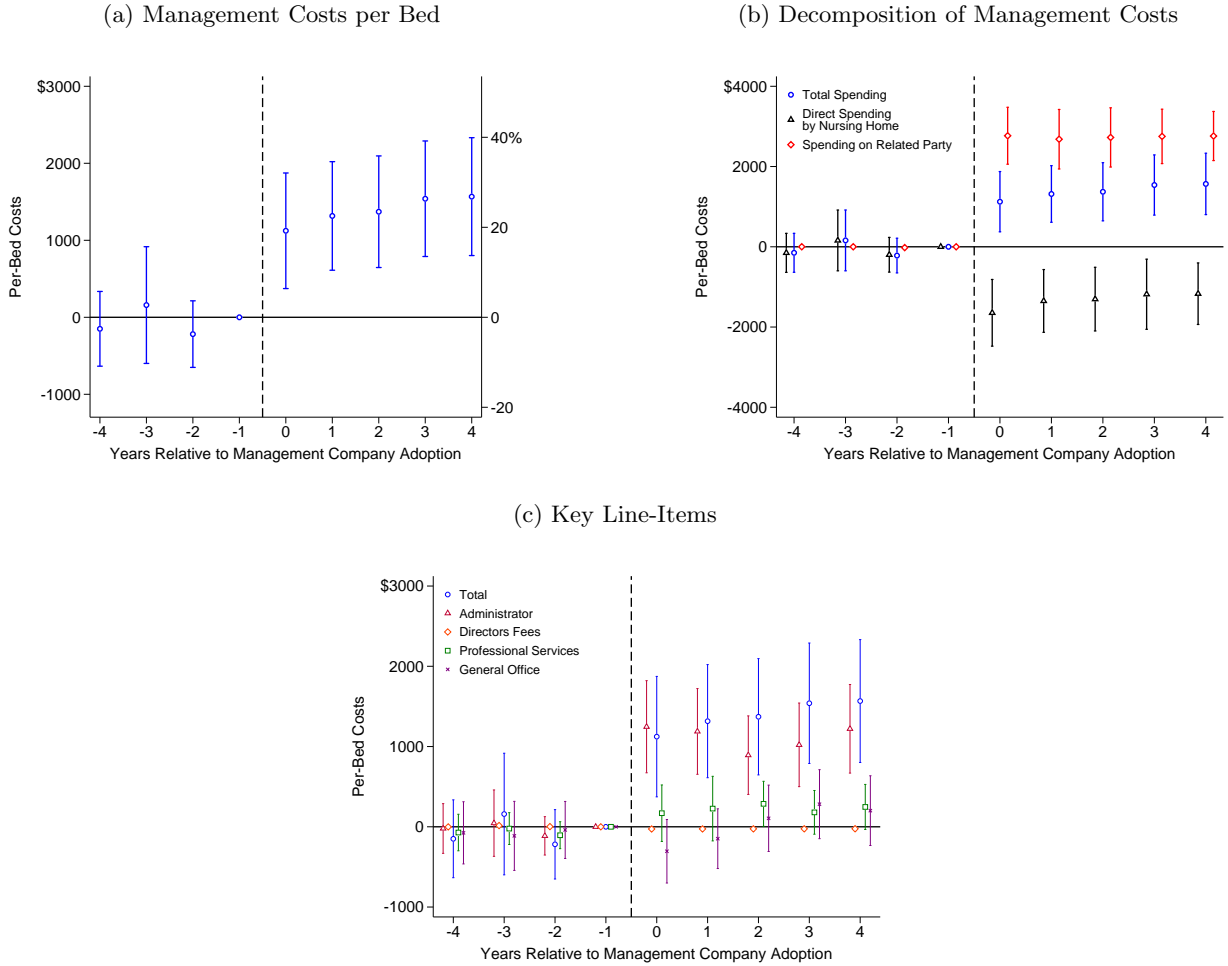 (a) Management Costs per Bed
$3000
2000
1000
0
-1000
40%
20
0
-20
Per-Bed Costs
-4 -3 -2 -1 0 1 2 3 4
Years Relative to Management Company Adoption
(b) Decomposition of Management Costs
$4000
2000
0
-2000
-4000
Per-Bed Costs
Total Spending
Direct Spending
by Nursing Home
Spending on Related Party
-4 -3 -2 -1 0 1 2 3 4
Years Relative to Management Company Adoption
(c) Key Line-Items
$3000
2000
1000
0
-1000
Per-Bed Costs
Total
Administrator
Directors Fees
Professional Services
General Office
-4 -3 -2 -1 0 1 2 3 4
Years Relative to Management Company Adoption